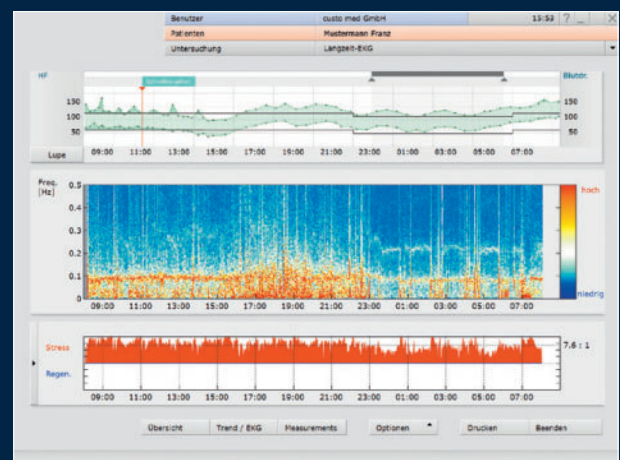 Benutzer custo med GmbH 13:53 ? _ X
Patienten Mustermann Franz
Untersuchung Langzeit-EKG
HF Blutdr.
150 150
100 100
50 50
Lupe 09:00 11:00 13:00 15:00 17:00 19:00 21:00 23:00 01:00 03:00 05:00 07:00
Freq. [Hz] 0.5 hoch
0.4
0.3
0.2
0.1
0 niedrig
09:00 11:00 13:00 15:00 17:00 19:00 21:00 23:00 01:00 03:00 05:00 07:00
Stress 7.6 : 1
Regen.
09:00 11:00 13:00 15:00 17:00 19:00 21:00 23:00 01:00 03:00 05:00 07:00
Übersicht Trend / EKG Measurements Optionen Drucken Beenden